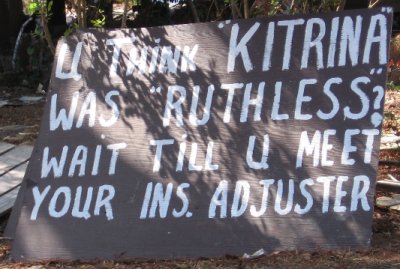 U THINK "KITRINA"
WAS "RUTHLESS"?
WAIT TILL U MEET
YOUR INS. ADJUSTER